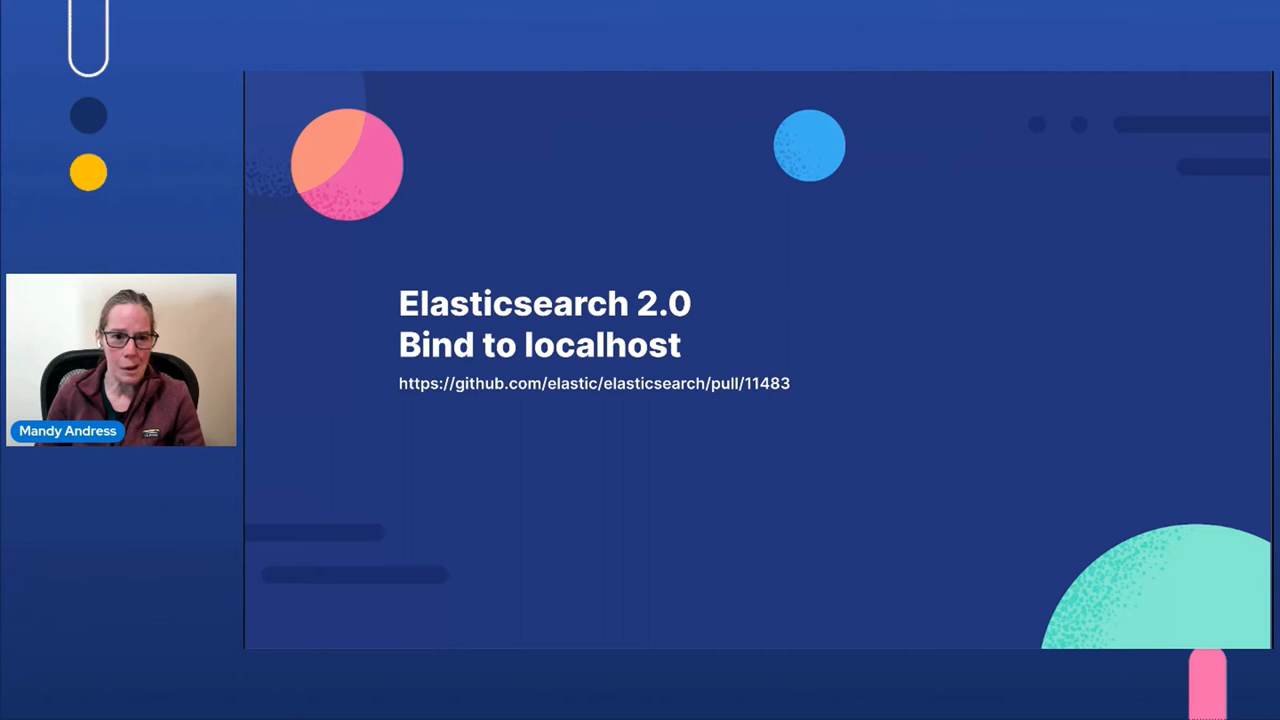 Elasticsearch 2.0
Bind to localhost
https://github.com/elastic/elasticsearch/pull/11483
Mandy Andress